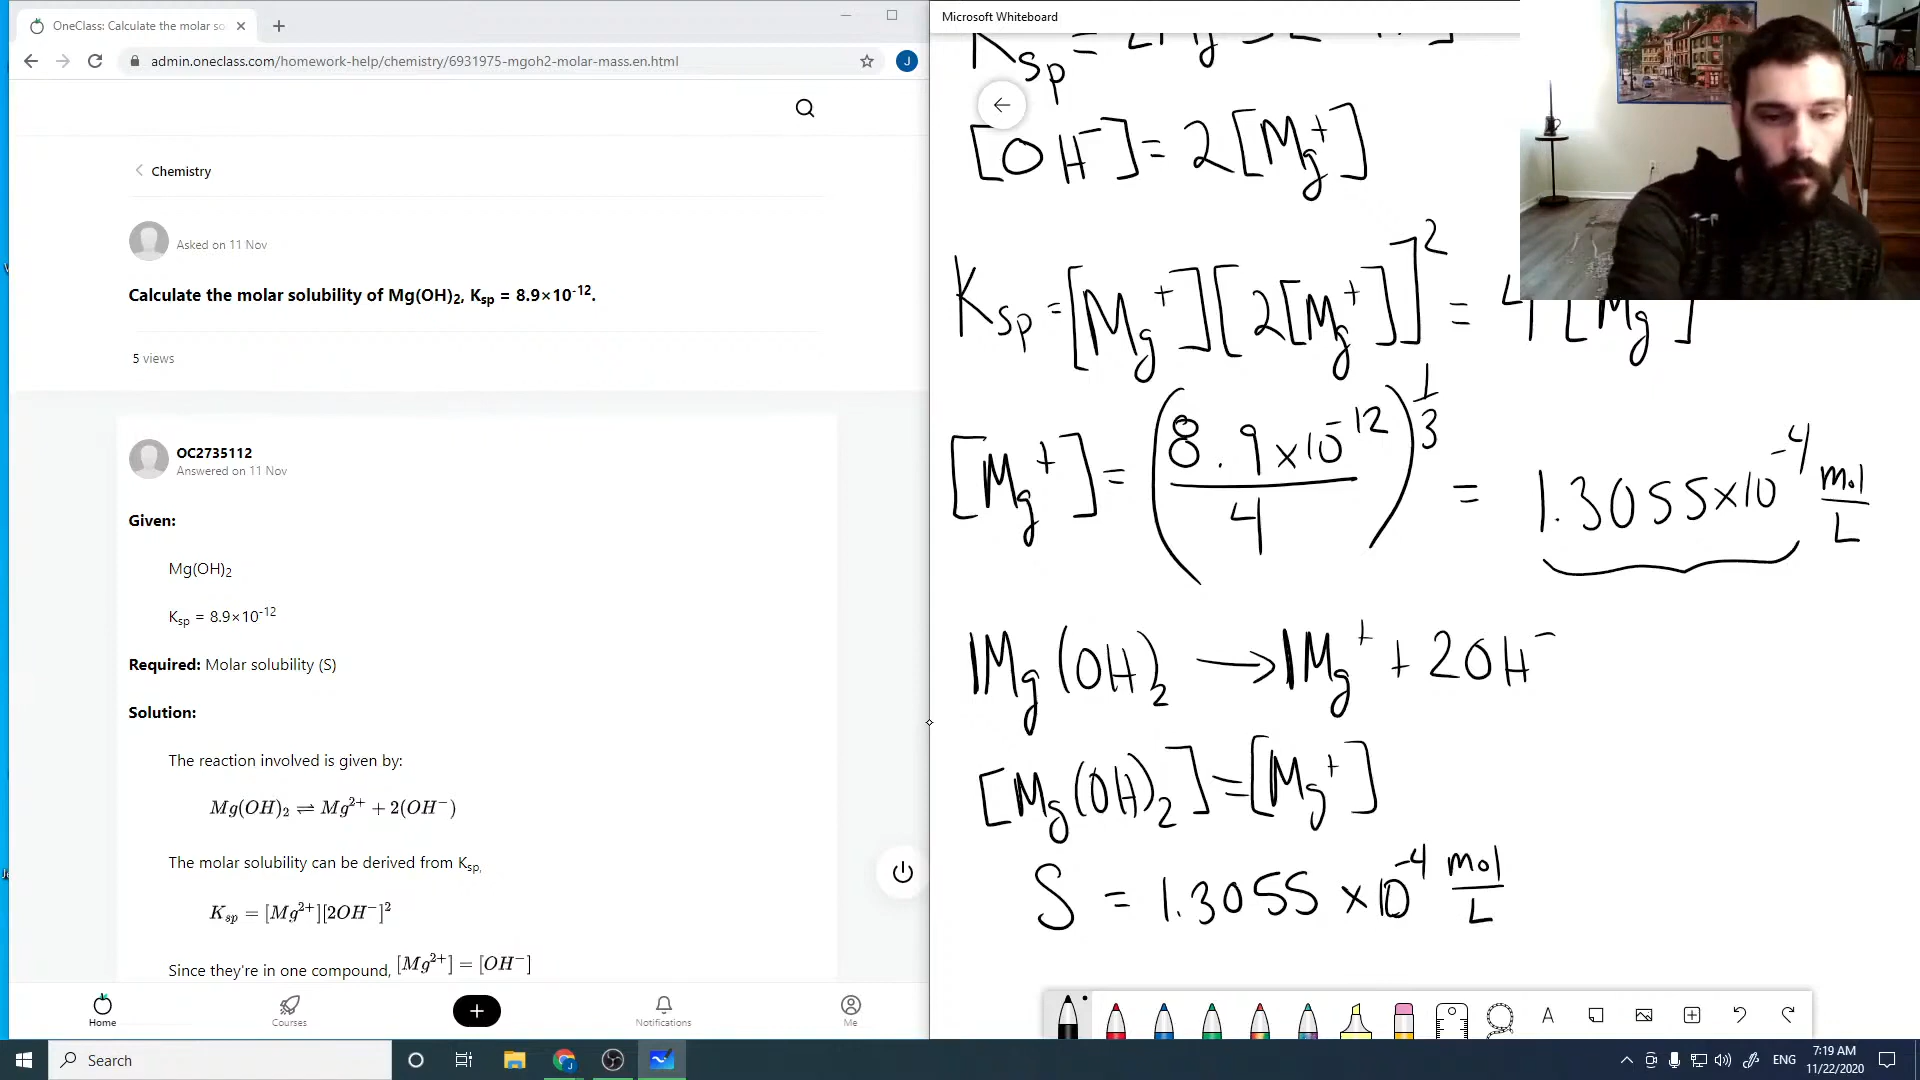 OneClass: Calculate the molar so
admin.oneclass.com/homework-help/chemistry/6931975-mgoh2-molar-mass.en.html
J
Chemistry
Asked on 11 Nov
Calculate the molar solubility of Mg(OH)₂, Kₛₚ = 8.9×10⁻¹².
5 views
OC2735112
Answered on 11 Nov
Given:
Mg(OH)₂
Kₛₚ = 8.9×10⁻¹²
Required: Molar solubility (S)
Solution:
The reaction involved is given by:
Mg(OH)₂ ⇌ Mg²⁺ + 2(OH⁻)
The molar solubility can be derived from Kₛₚ,
Kₛₚ = [Mg²⁺][2OH⁻]²
Since they're in one compound, [Mg²⁺] = [OH⁻]
Home
Courses
Notifications
Me
Microsoft Whiteboard
[OH⁻] = 2[Mg⁺]
Kₛₚ = [Mg⁺][2[Mg⁺]]² = 4[Mg]
[Mg⁺] = (8.9×10⁻¹²/4)^(1/3) = 1.3055×10⁻⁴ mol/L
1Mg(OH)₂ → 1Mg⁺ + 2OH⁻
[Mg(OH)₂] = [Mg⁺]
S = 1.3055 × 10⁻⁴ mol/L
Search
ENG
7:19 AM
11/22/2020